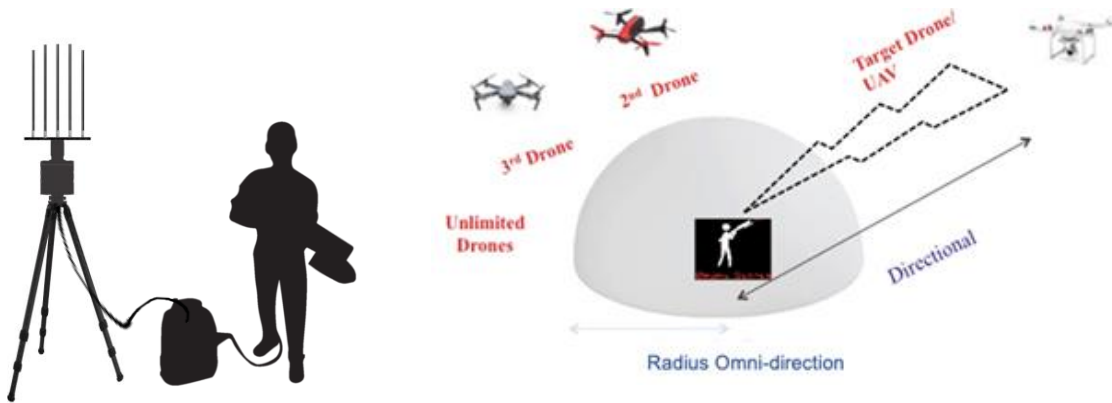 Target Drone/
UAV
2nd Drone
3rd Drone
Unlimited
Drones
Directional
Radius Omni-direction